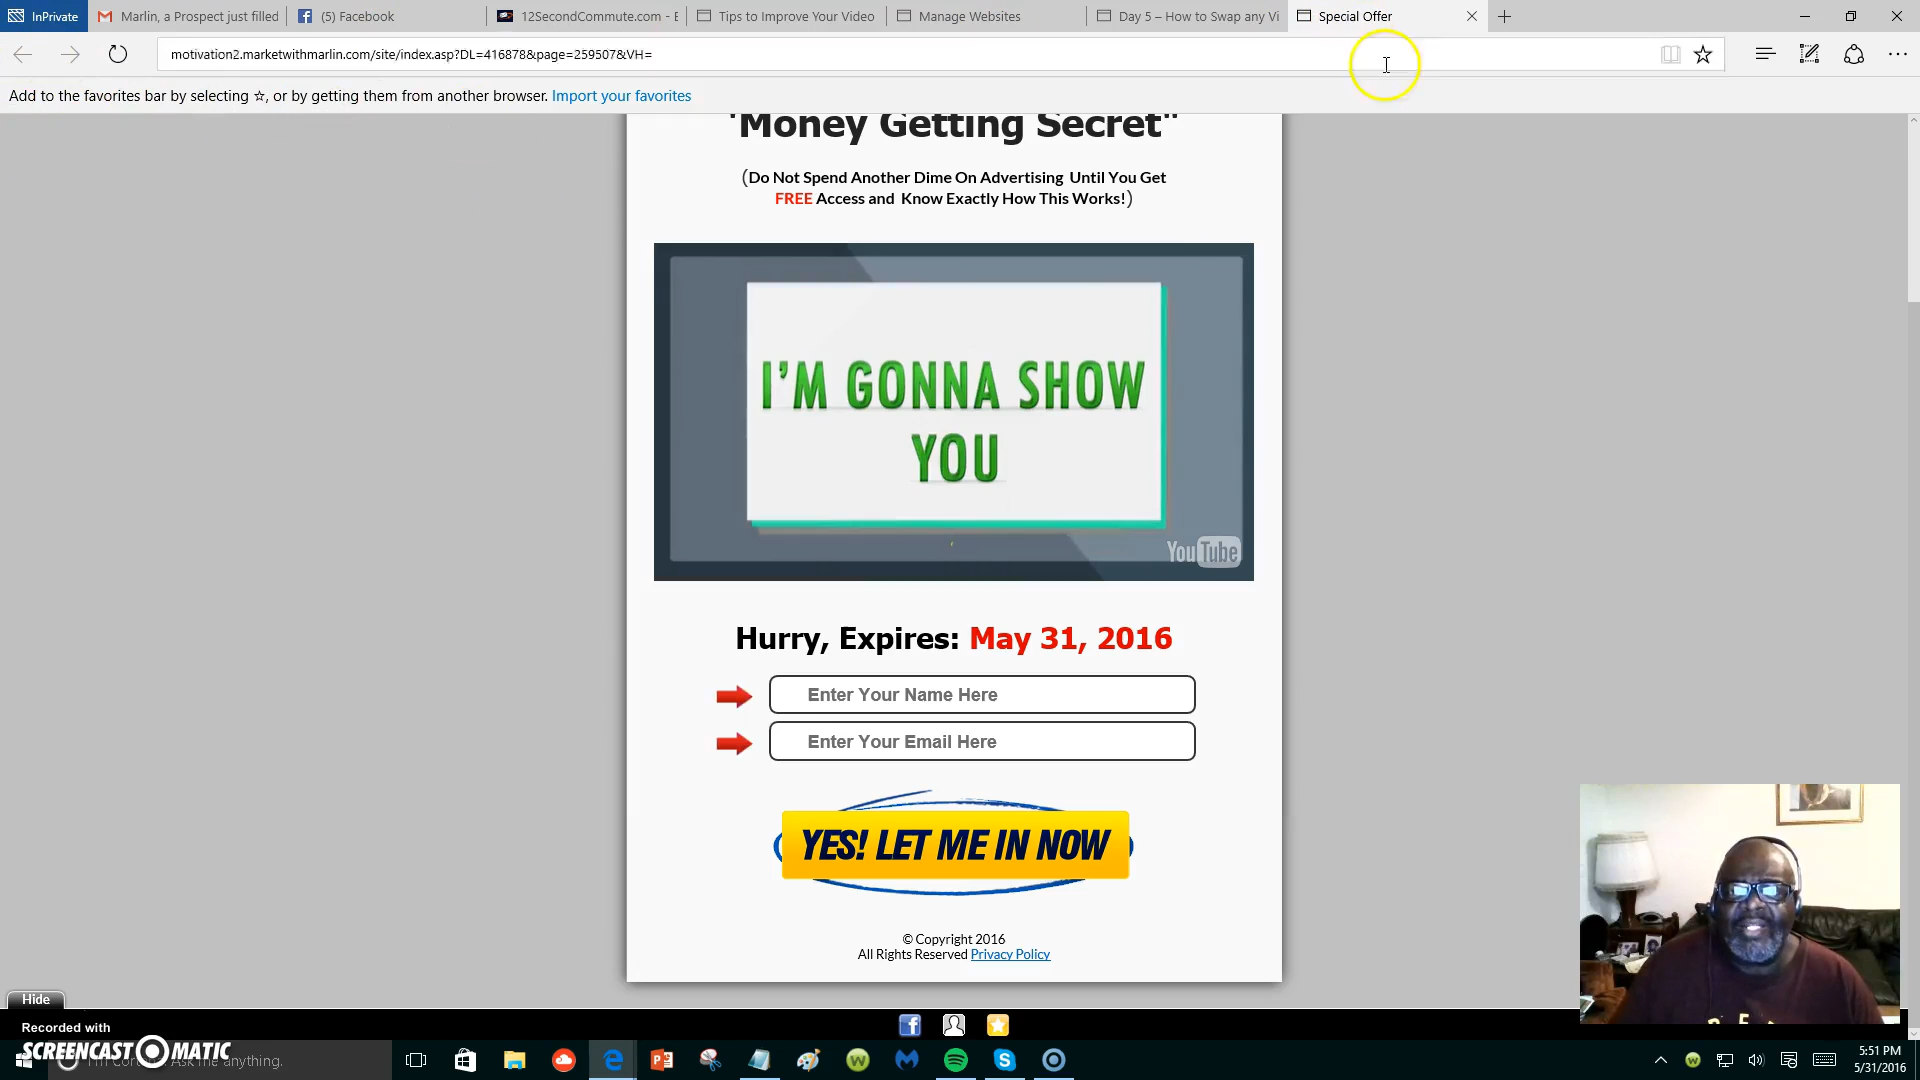 InPrivate
Marlin, a Prospect just filled
(5) Facebook
12SecondCommute.com - E
Tips to Improve Your Video
Manage Websites
Day 5 – How to Swap any Vi
Special Offer
motivation2.marketwithmarlin.com/site/index.asp?DL=416878&page=259507&VH=
Add to the favorites bar by selecting ☆, or by getting them from another browser. Import your favorites
"Money Getting Secret"
(Do Not Spend Another Dime On Advertising Until You Get
FREE Access and Know Exactly How This Works!)
I'M GONNA SHOW
YOU
YouTube
Hurry, Expires: May 31, 2016
Enter Your Name Here
Enter Your Email Here
YES! LET ME IN NOW
© Copyright 2016
All Rights Reserved Privacy Policy
Hide
Recorded with
SCREENCAST MATIC
I'm Cortana. Ask me anything.
5:51 PM
5/31/2016